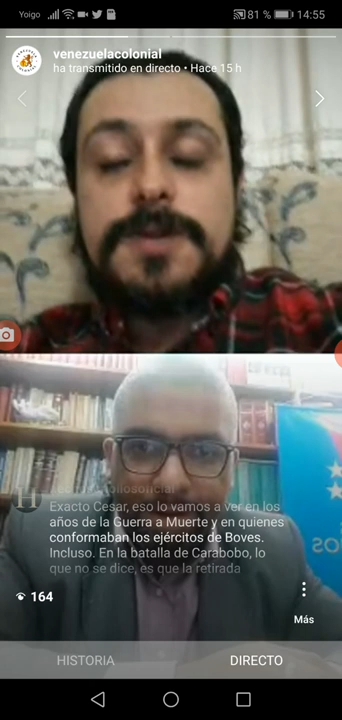 Yoigo 81 % 14:55
venezuelacolonial
ha transmitido en directo • Hace 15 h
Exacto Cesar, eso lo vamos a ver en los
años de la Guerra a Muerte y en quienes
conformaban los ejércitos de Boves.
Incluso. En la batalla de Carabobo, lo
que no se dice, es que la retirada
164
Más
HISTORIA DIRECTO